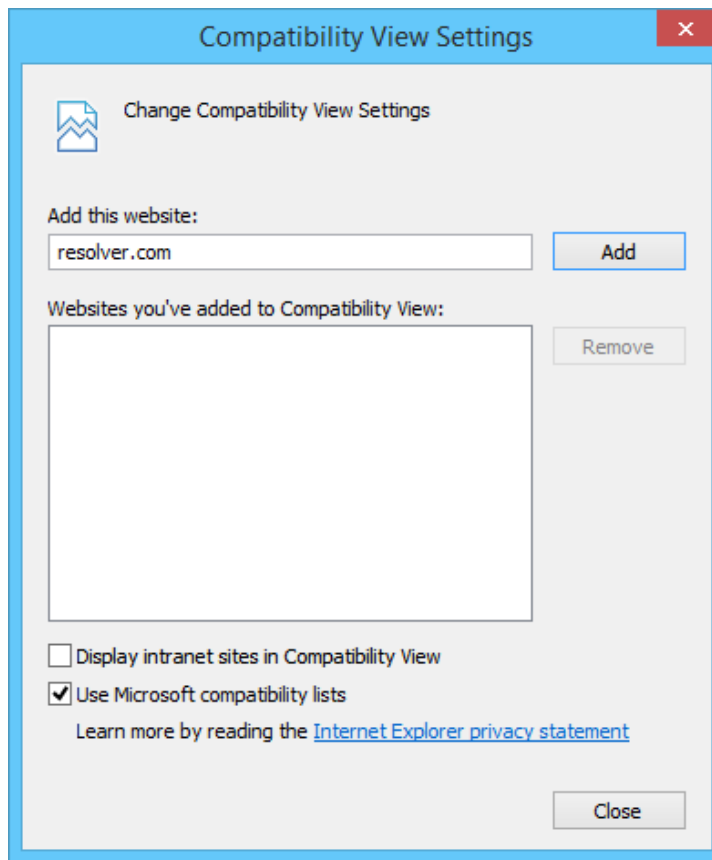 Compatibility View Settings
Change Compatibility View Settings
Add this website:
resolver.com
Add
Websites you've added to Compatibility View:
Remove
Display intranet sites in Compatibility View
Use Microsoft compatibility lists
Learn more by reading the Internet Explorer privacy statement
Close